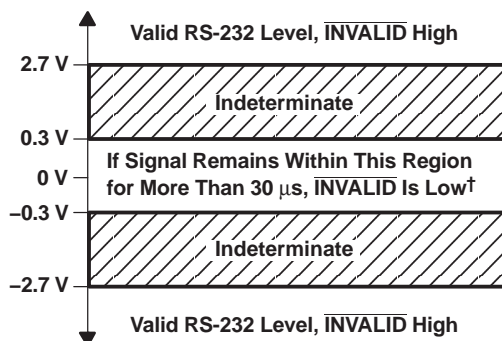 Valid RS-232 Level, INVALID High
2.7 V
Indeterminate
0.3 V
If Signal Remains Within This Region
0 V
for More Than 30 μs, INVALID Is Low†
−0.3 V
Indeterminate
−2.7 V
Valid RS-232 Level, INVALID High